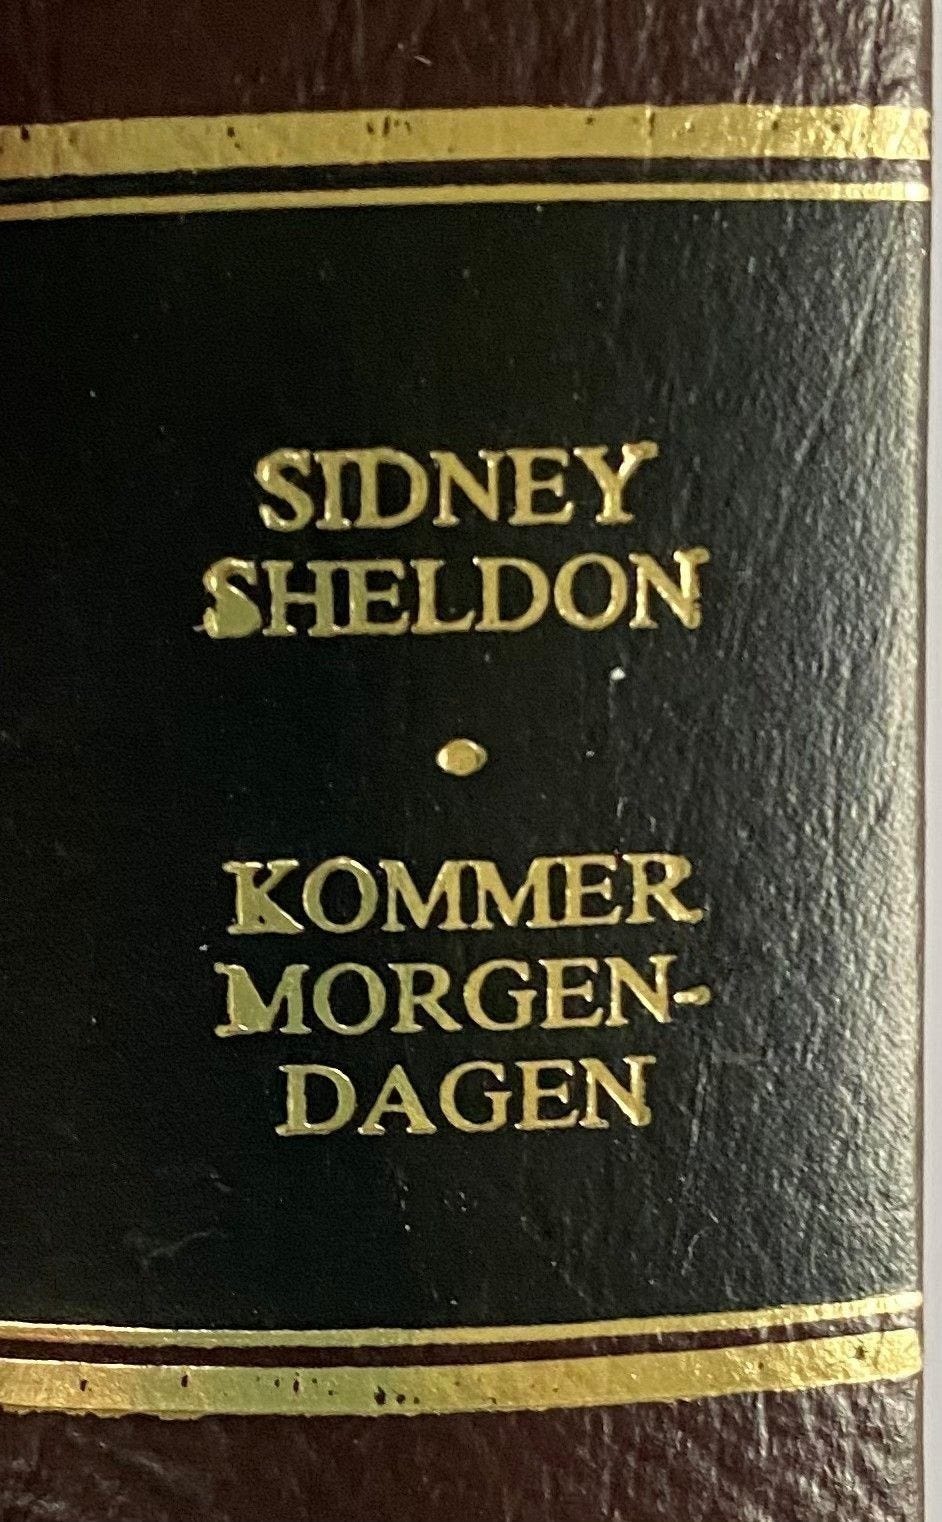 SIDNEY
SHELDON
•
KOMMER
MORGEN-
DAGEN